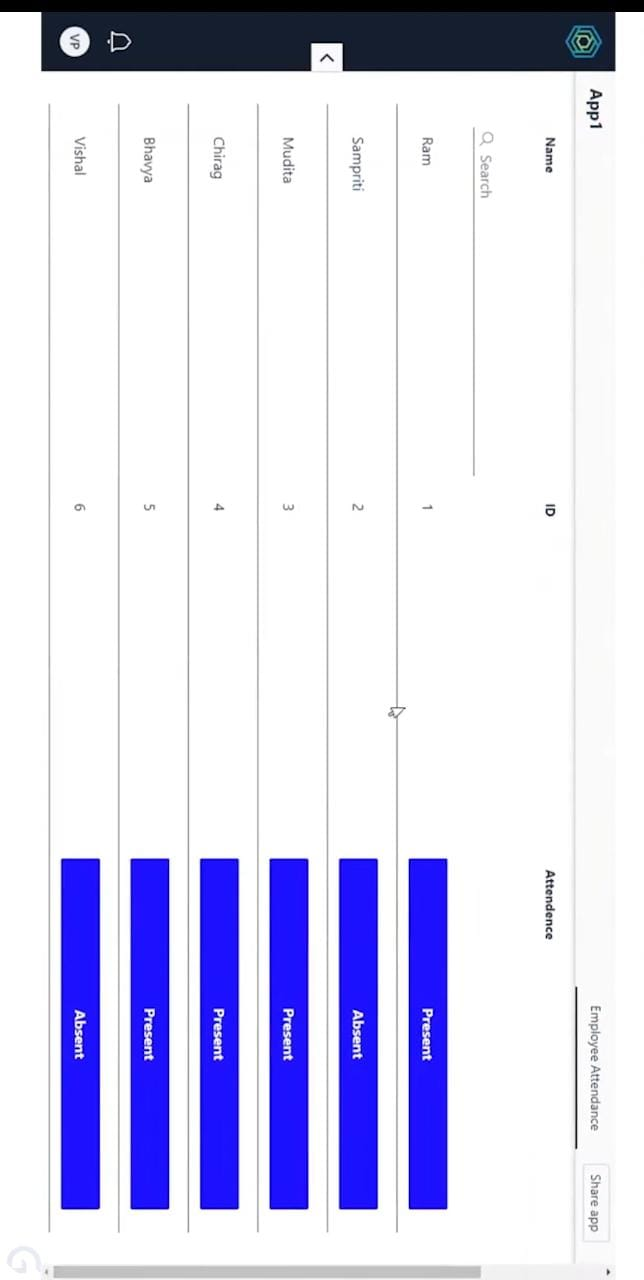 App1
Employee Attendance
Share app
Name ID Attendence
Search
Ram 1 Present
Sampriti 2 Absent
Mudita 3 Present
Chirag 4 Present
Bhavya 5 Present
Vishal 6 Absent
VP